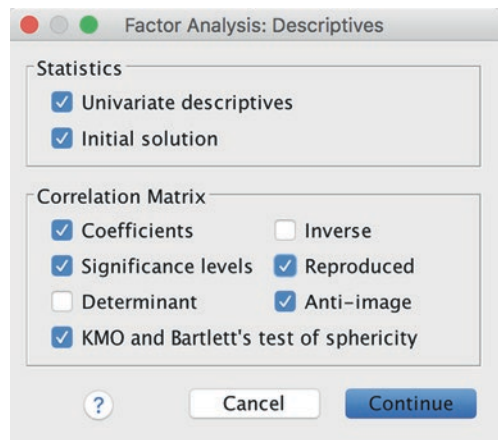 Factor Analysis: Descriptives
Statistics
Univariate descriptives
Initial solution
Correlation Matrix
Coefficients Inverse
Significance levels Reproduced
Determinant Anti-image
KMO and Bartlett's test of sphericity
? Cancel Continue